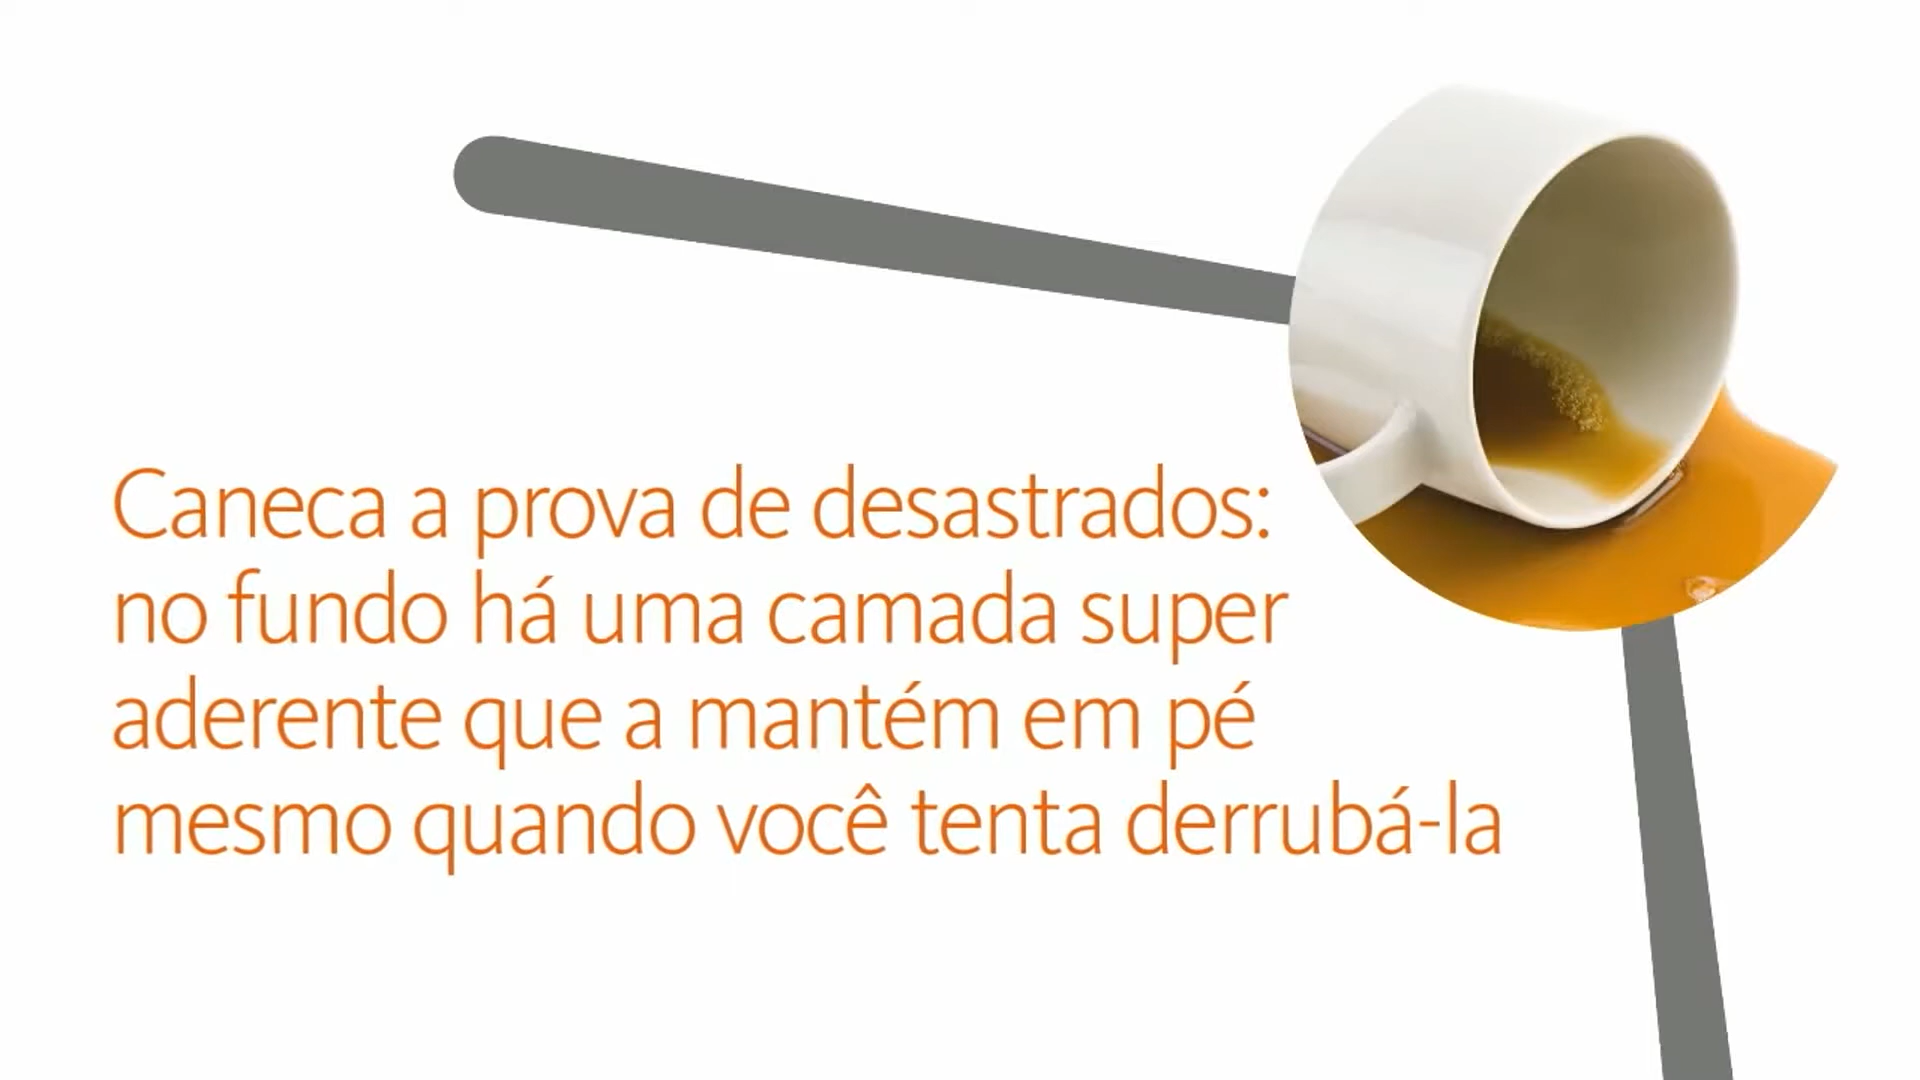 Caneca a prova de desastrados:
no fundo há uma camada super
aderente que a mantém em pé
mesmo quando você tenta derrubá-la